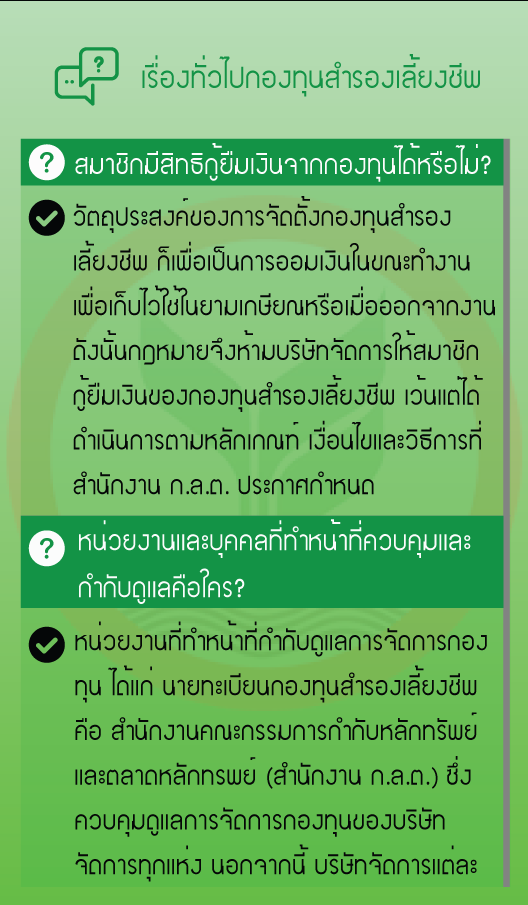 เรื่องทั่วไปกองทุนสำรองเลี้ยงชีพ
สมาชิกมีสิทธิกู้ยืมเงินจากกองทุนได้หรือไม่?
วัตถุประสงค์ของการจัดตั้งกองทุนสำรอง
เลี้ยงชีพ ก็เพื่อเป็นการออมเงินในขณะทำงาน
เพื่อเก็บไว้ใช้ในยามเกษียณหรือเมื่อออกจากงาน
ดังนั้นกฎหมายจึงห้ามบริษัทจัดการให้สมาชิก
กู้ยืมเงินของกองทุนสำรองเลี้ยงชีพ เว้นแต่ได้
ดำเนินการตามหลักเกณฑ์ เงื่อนไขและวิธีการที่
สำนักงาน ก.ล.ต. ประกาศกำหนด
หน่วยงานและบุคคลที่ทำหน้าที่ควบคุมและ
กำกับดูแลคือใคร?
หน่วยงานที่ทำหน้าที่กำกับดูแลการจัดการกอง
ทุน ได้แก่ นายทะเบียนกองทุนสำรองเลี้ยงชีพ
คือ สำนักงานคณะกรรมการกำกับหลักทรัพย์
และตลาดหลักทรพย์ (สำนักงาน ก.ล.ต.) ซึ่ง
ควบคุมดูแลการจัดการกองทุนของบริษัท
จัดการทุกแห่ง นอกจากนี้ บริษัทจัดการแต่ละ